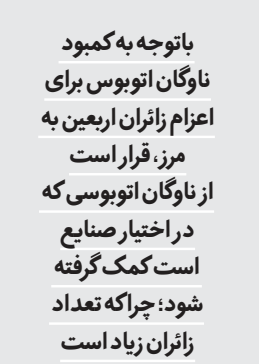 باتوجه به کمبود
ناوگان اتوبوس برای
اعزام زائران اربعین به
مرز، قرار است
از ناوگان اتوبوسی که
در اختیار صنایع
است کمک گرفته
شود؛ چراکه تعداد
زائران زیاد است